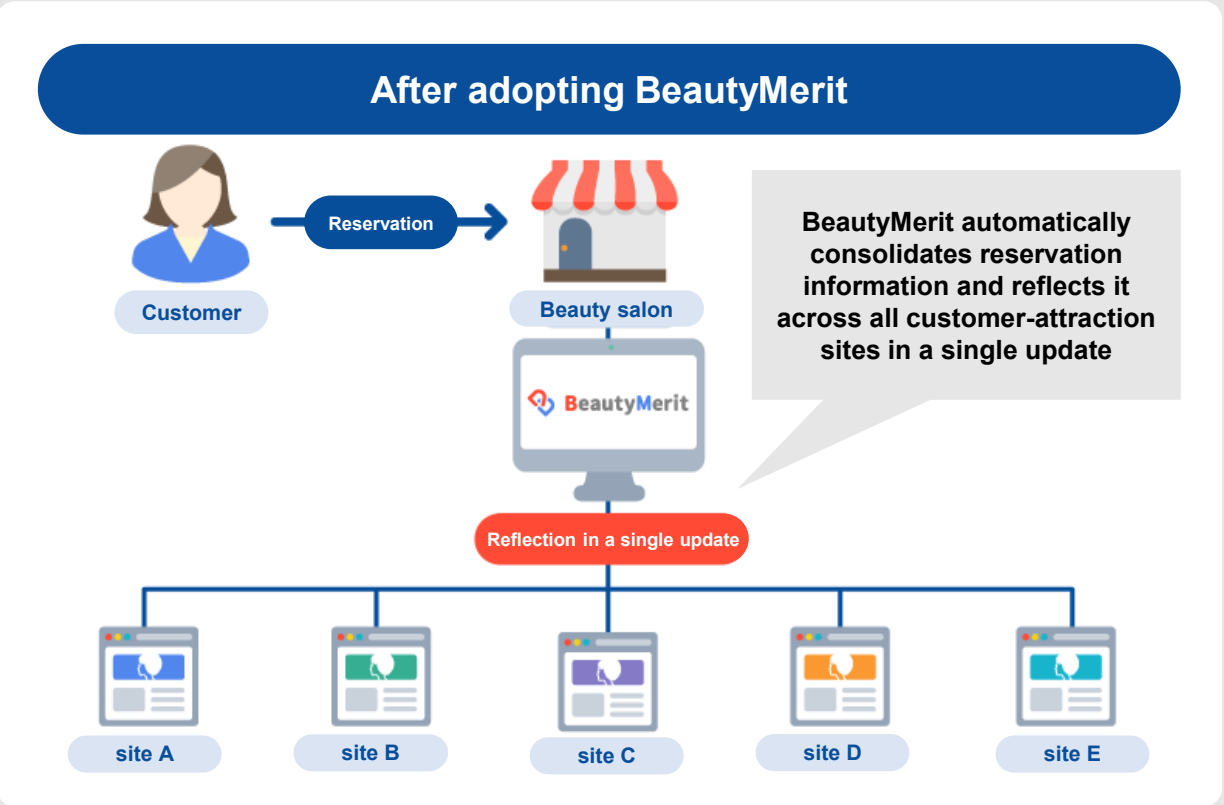 After adopting BeautyMerit
Reservation
Customer
Beauty salon
BeautyMerit automatically
consolidates reservation
information and reflects it
across all customer-attraction
sites in a single update
BeautyMerit
Reflection in a single update
site A
site B
site C
site D
site E